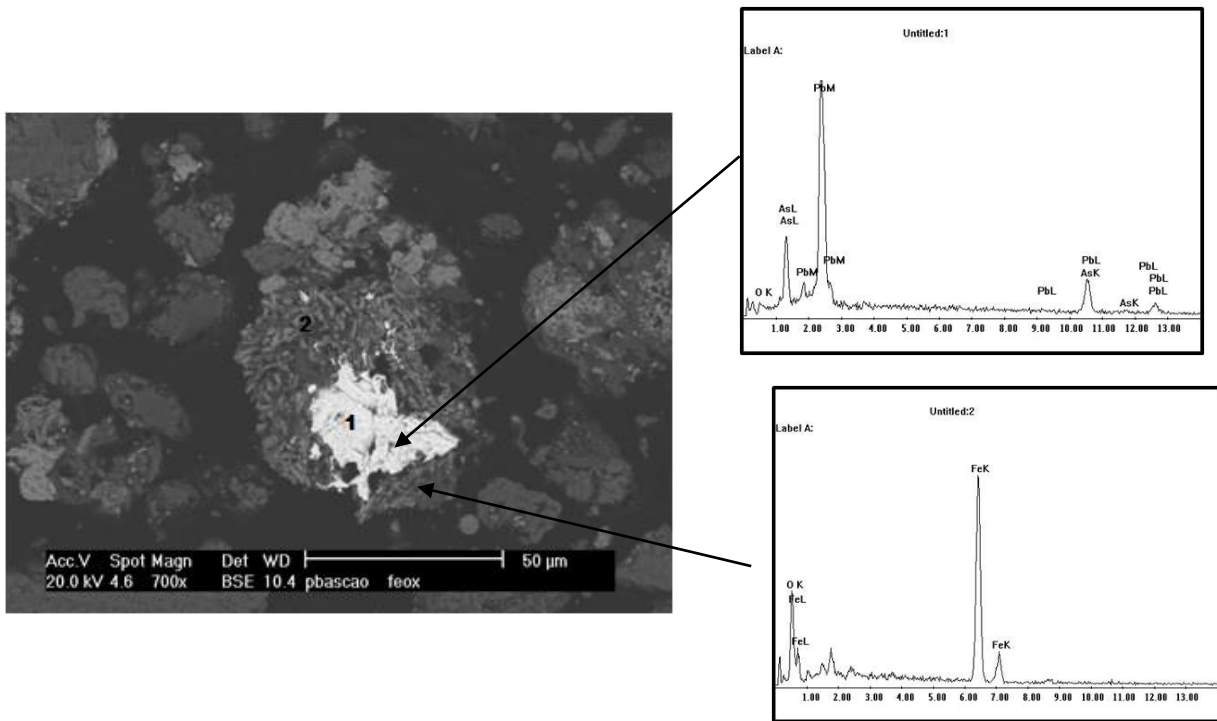 2
1
Acc.V Spot Magn Det WD 50 µm
20.0 kV 4.6 700x BSE 10.4 pbascao feox
Untitled:1
Label A:
PbM
AsL
AsL
PbM
PbM
O K
PbL
PbL
AsK
AsK
PbL
PbL
PbL
1.00 2.00 3.00 4.00 5.00 6.00 7.00 8.00 9.00 10.00 11.00 12.00 13.00
Untitled:2
Label A:
FeK
O K
FeL
FeL
FeK
1.00 2.00 3.00 4.00 5.00 6.00 7.00 8.00 9.00 10.00 11.00 12.00 13.00